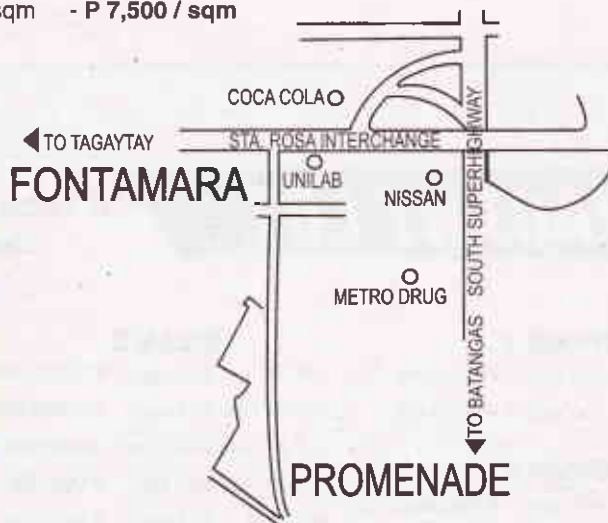 sqm - P 7,500 / sqm
COCA COLA
TO TAGAYTAY
STA. ROSA INTERCHANGE
FONTAMARA
UNILAB
NISSAN
SOUTH SUPERHIGHWAY
METRO DRUG
TO BATANGAS
PROMENADE